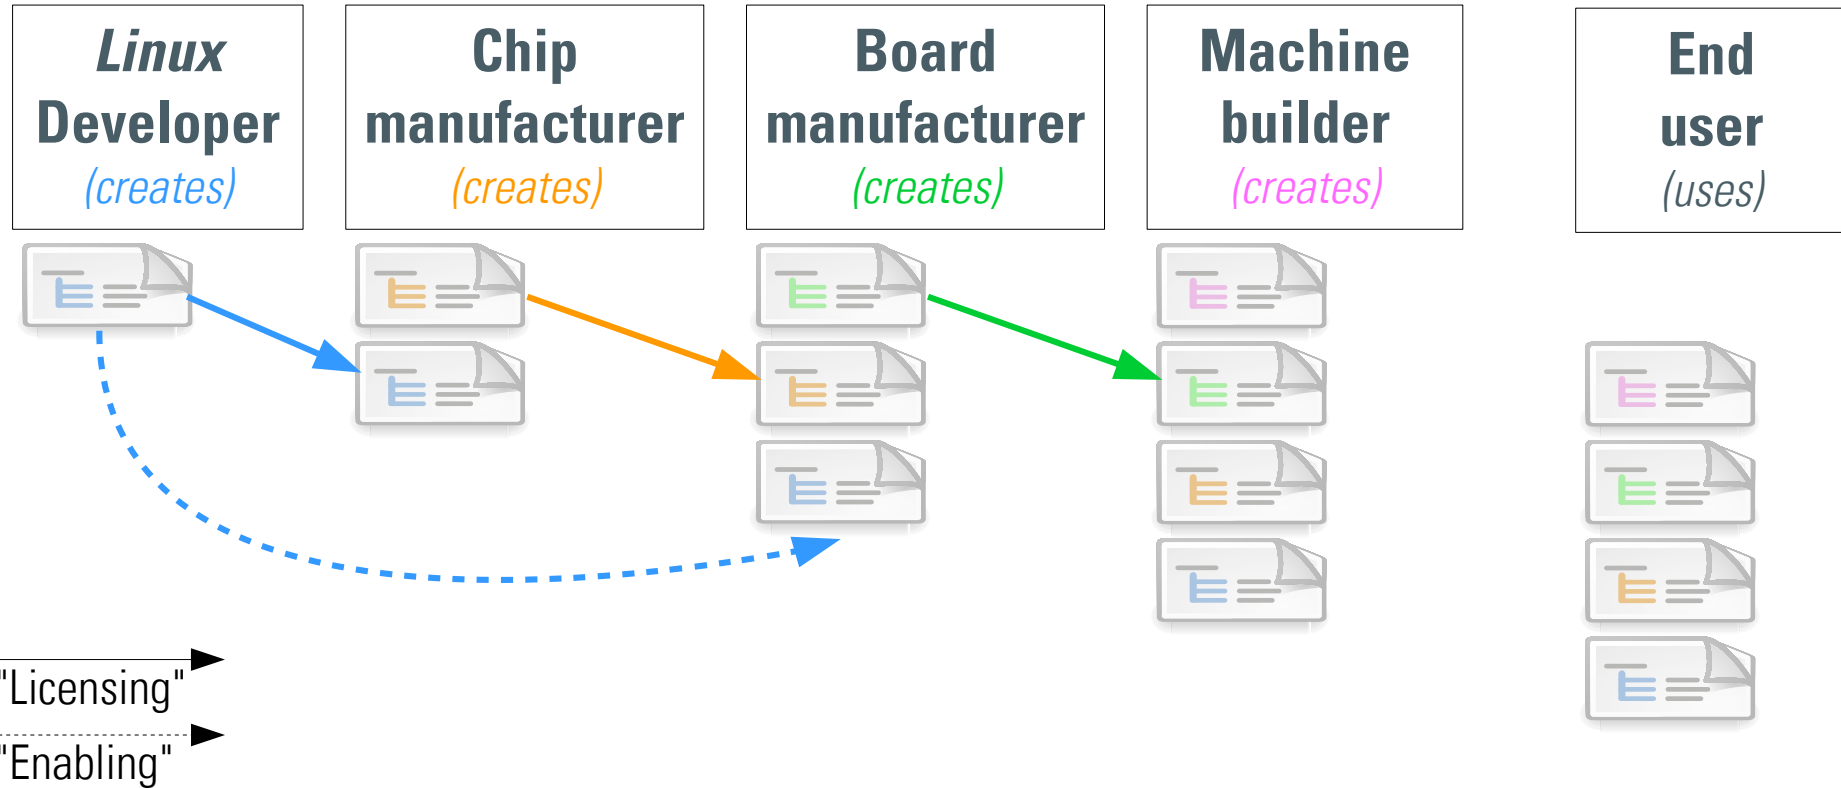 Linux
Developer
(creates)
Chip
manufacturer
(creates)
Board
manufacturer
(creates)
Machine
builder
(creates)
End
user
(uses)
"Licensing"
"Enabling"